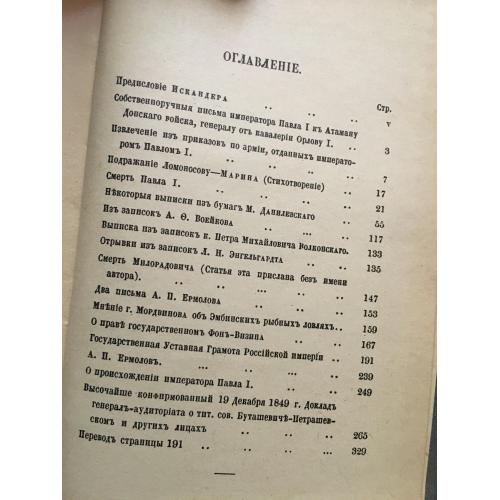 ОГЛАВЛЕНІЕ.
Стр.
Предисловіе Искандера .. .. .. .. v
Собственноручныя письма императора Павла I къ Атаману
Донскаго войска, генералу отъ кавалеріи Орлову I. .. 3
Извлеченіе изъ приказовъ по арміи, отданныхъ императо-
ромъ Павломъ I. .. .. .. .. 7
Подражаніе Ломоносову—Марина (Стихотвореніе) .. 17
Смерть Павла I. .. .. .. .. 21
Нѣкоторыя выписки изъ бумагъ М. Данилевскаго .. 55
Изъ записокъ А. Ѳ. Воейкова .. .. .. 117
Выписка изъ записокъ к. Петра Михайловича Волконскаго. 133
Отрывки изъ записокъ Л. Н. Энгельгардта .. .. 135
Смерть Милорадовича (Статья эта прислана безъ имени
автора). .. .. ... ... .. 147
Два письма А. П. Ермолова .. .. .. 153
Мнѣніе г. Мордвинова объ Эмбинскихъ рыбныхъ ловляхъ.. 159
О правѣ государственномъ Фонъ-Визина .. .. 167
Государственная Уставная Грамота Россійской имперіи .. 191
А. П. Ермоловъ. ... .. .. .. 239
О происхожденіи императора Павла I. .. .. 249
Высочайше конфирмованный 19 Декабря 1849 г. Докладъ
генералъ-аудиторіата о тит. сов. Буташевичѣ-Петрашев-
скомъ и другихъ лицахъ .. .. .. 265
Переводъ страницы 191 .. .. .. .. 329